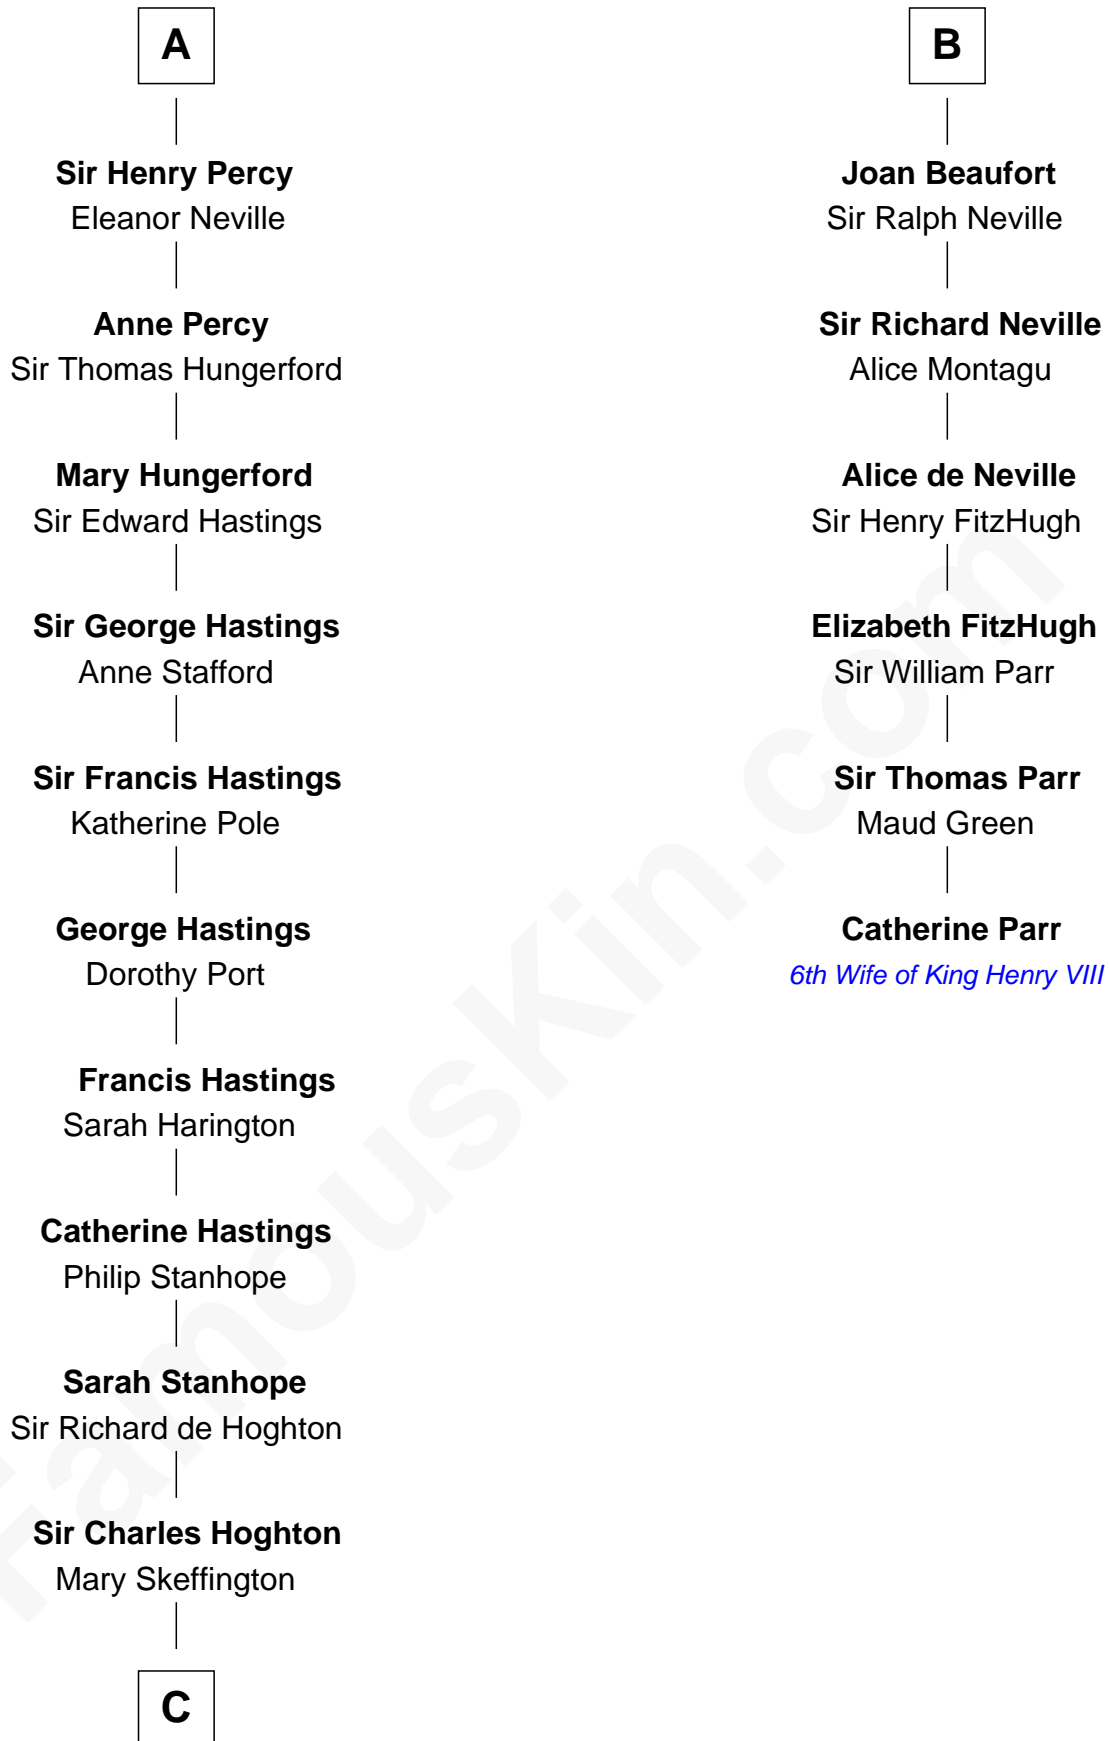 A
Sir Henry Percy
Eleanor Neville
Anne Percy
Sir Thomas Hungerford
Mary Hungerford
Sir Edward Hastings
Sir George Hastings
Anne Stafford
Sir Francis Hastings
Katherine Pole
George Hastings
Dorothy Port
Francis Hastings
Sarah Harington
Catherine Hastings
Philip Stanhope
Sarah Stanhope
Sir Richard de Hoghton
Sir Charles Hoghton
Mary Skeffington
C
B
Joan Beaufort
Sir Ralph Neville
Sir Richard Neville
Alice Montagu
Alice de Neville
Sir Henry FitzHugh
Elizabeth FitzHugh
Sir William Parr
Sir Thomas Parr
Maud Green
Catherine Parr
6th Wife of King Henry VIII
FamousKin.com